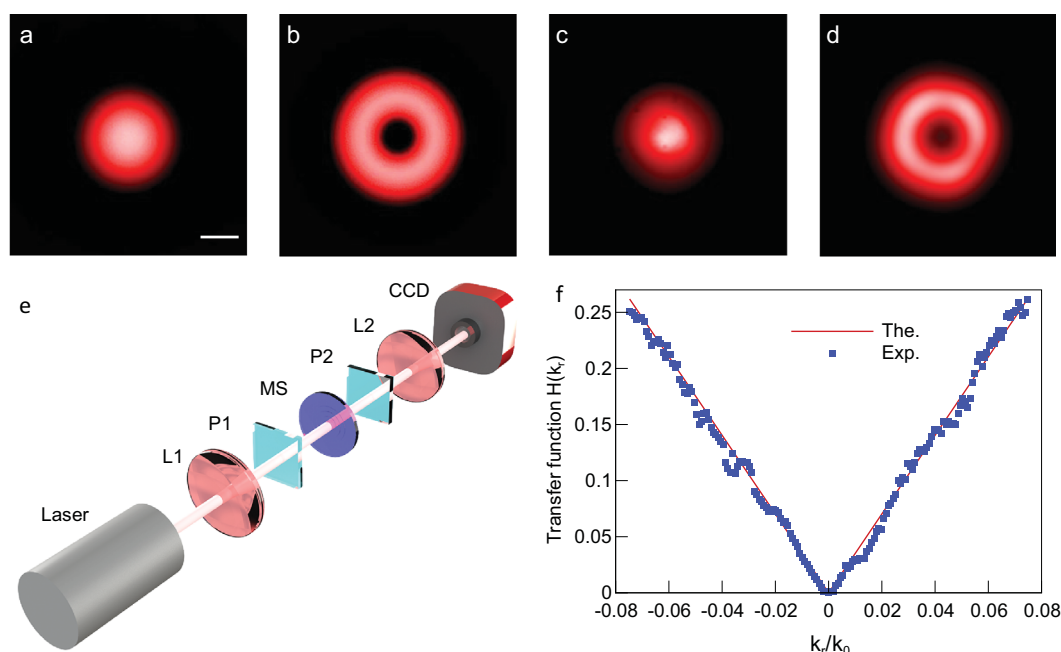 a
b
c
d
e
CCD
L2
P2
MS
P1
L1
Laser
f
Transfer function H(kᵣ)
0.25
0.20
0.15
0.10
0.05
0
The.
Exp.
-0.08 -0.06 -0.04 -0.02 0 0.02 0.04 0.06 0.08
kᵣ/k₀